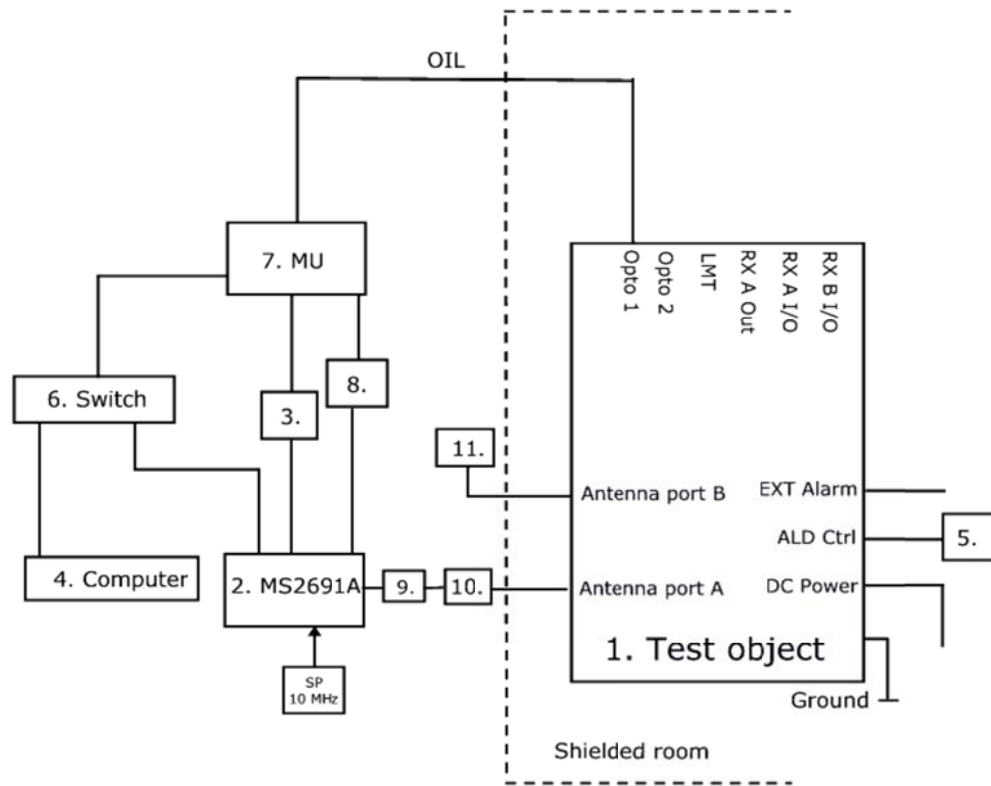 OIL
7. MU
Opto 1
Opto 2
LMT
RX A Out
RX A I/O
RX B I/O
6. Switch
3.
8.
11.
Antenna port B
EXT Alarm
ALD Ctrl
5.
4. Computer
2. MS2691A
9.
10.
Antenna port A
DC Power
1. Test object
SP
10 MHz
Ground
Shielded room